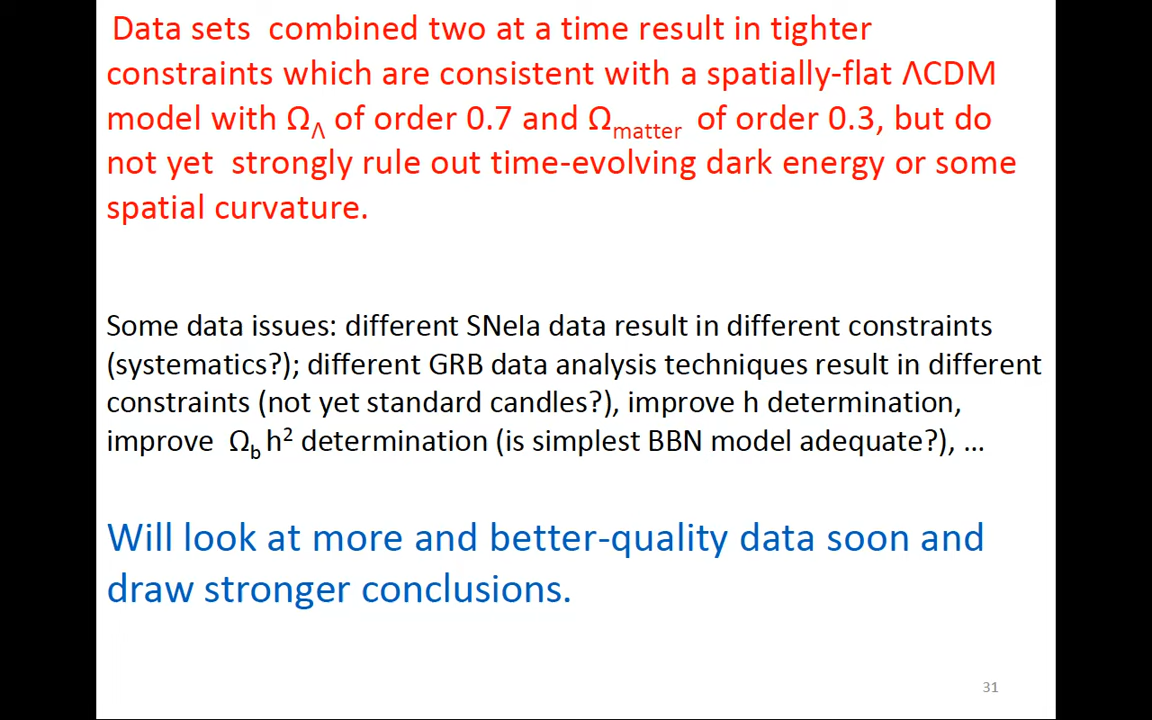 Data sets combined two at a time result in tighter
constraints which are consistent with a spatially-flat ΛCDM
model with Ω_Λ of order 0.7 and Ω_matter of order 0.3, but do
not yet strongly rule out time-evolving dark energy or some
spatial curvature.
Some data issues: different SNeIa data result in different constraints
(systematics?); different GRB data analysis techniques result in different
constraints (not yet standard candles?), improve h determination,
improve Ω_b h² determination (is simplest BBN model adequate?), …
Will look at more and better-quality data soon and
draw stronger conclusions.
31